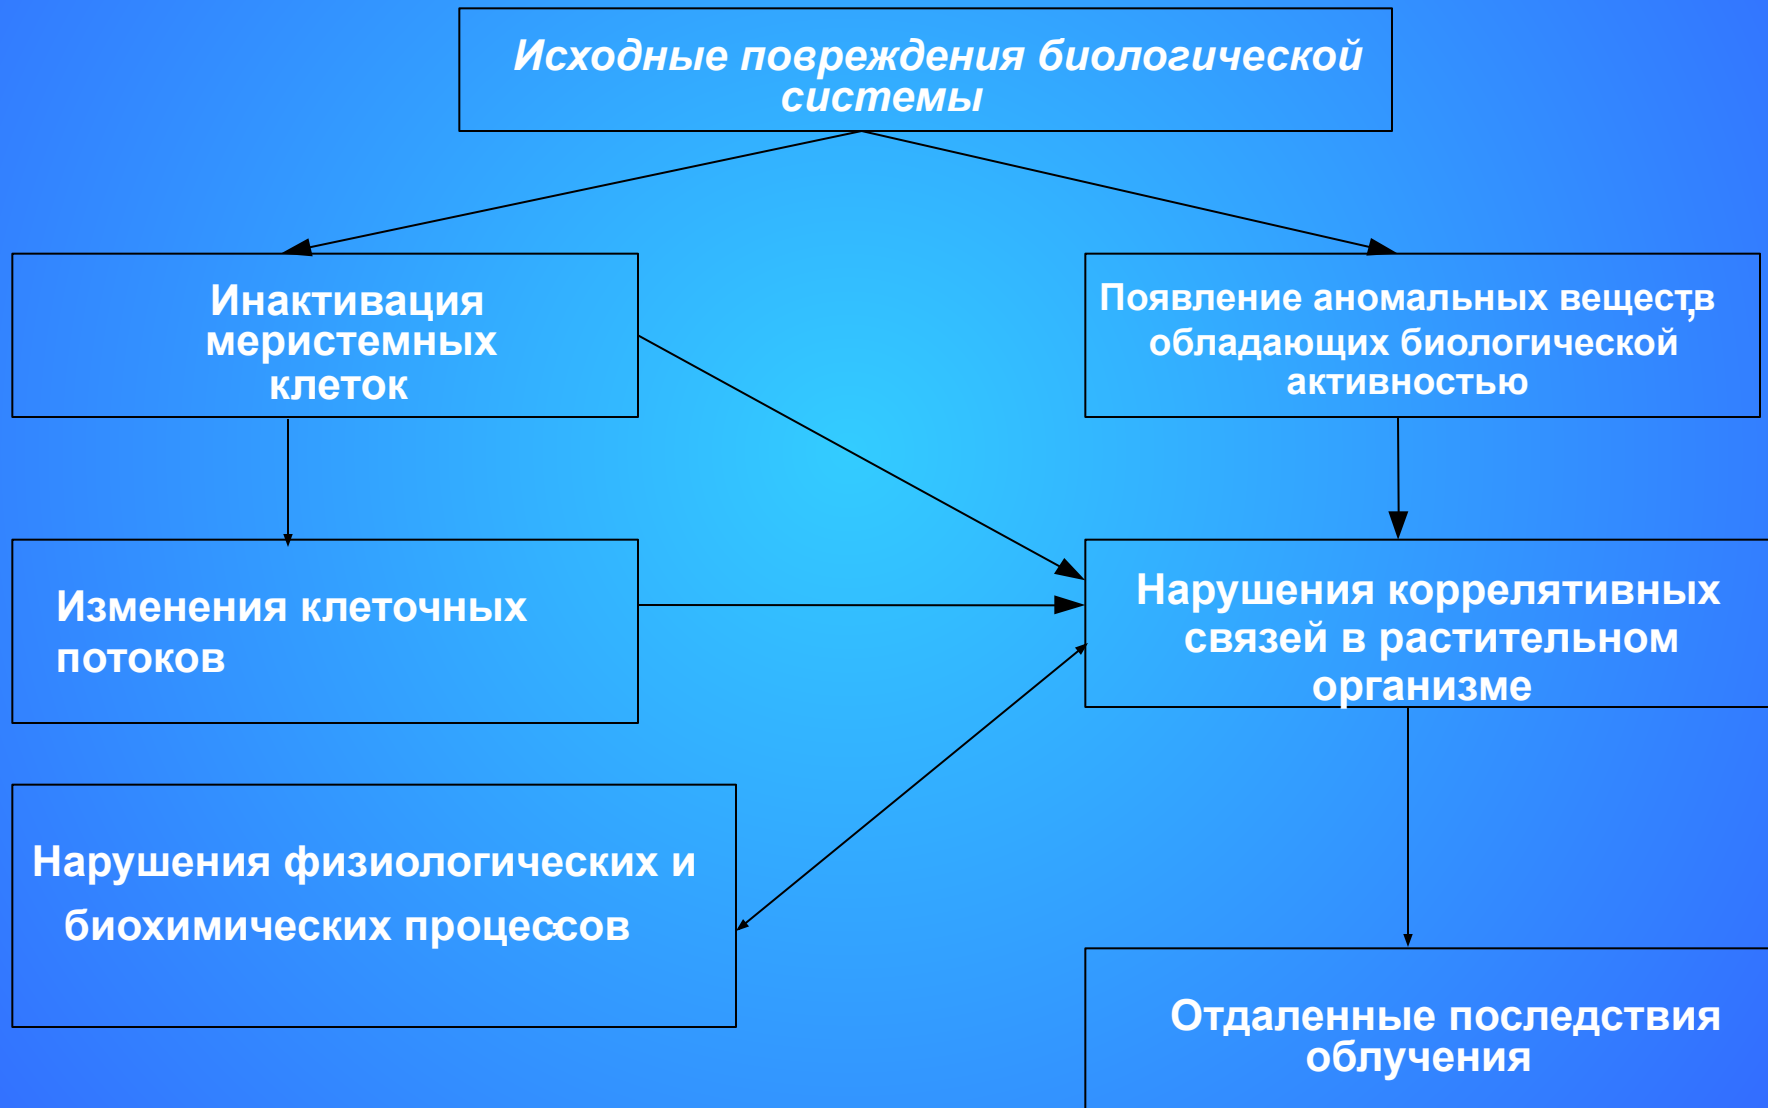 Исходные повреждения биологической
системы
Инактивация
меристемных
клеток
Появление аномальных веществ,
обладающих биологической
активностью
Изменения клеточных
потоков
Нарушения коррелятивных
связей в растительном
организме
Нарушения физиологических и
биохимических процессов
Отдаленные последствия
облучения